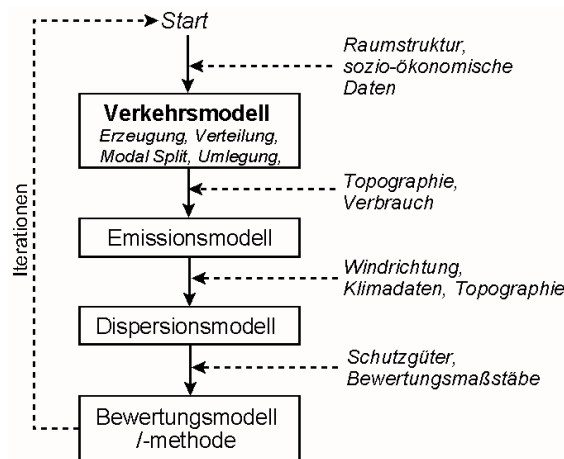 Start
Raumstruktur,
sozio-ökonomische
Daten
Verkehrsmodell
Erzeugung, Verteilung,
Modal Split, Umlegung,
Topographie,
Verbrauch
Emissionsmodell
Windrichtung,
Klimadaten, Topographie
Dispersionsmodell
Schutzgüter,
Bewertungsmaßstäbe
Bewertungsmodell
/-methode
Iterationen